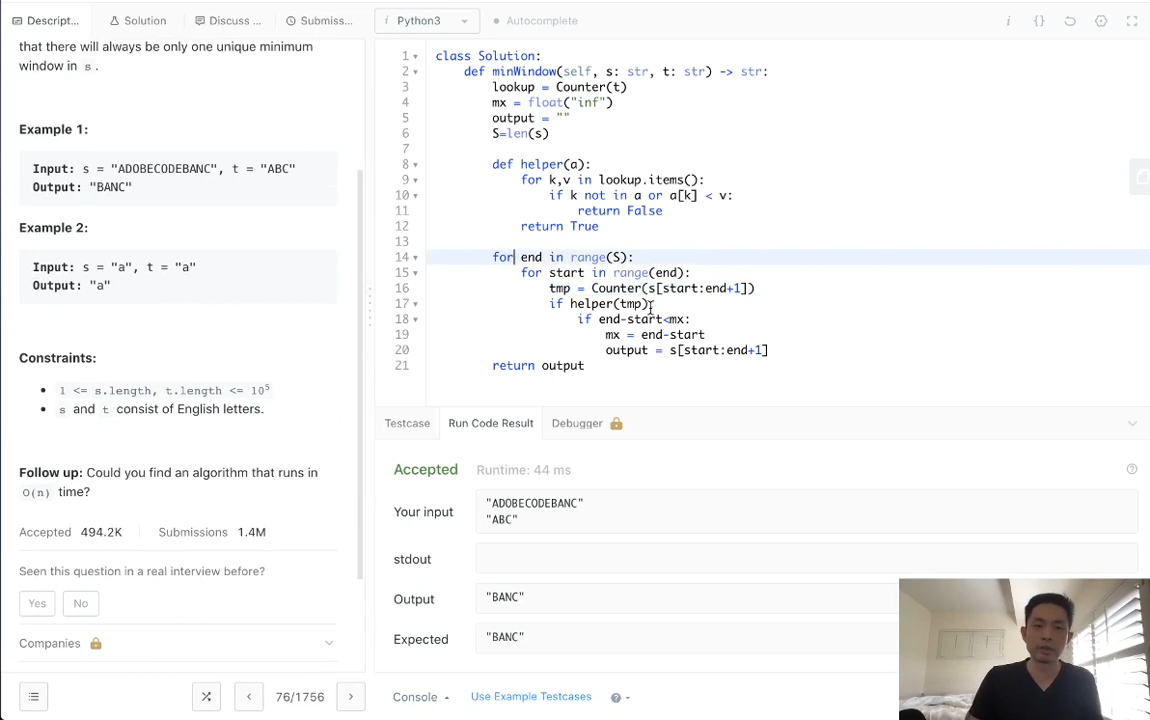 Descript...
Solution
Discuss ...
Submiss...
i Python3
Autocomplete
i {}
that there will always be only one unique minimum
window in s .
Example 1:
Input: s = "ADOBECODEBANC", t = "ABC"
Output: "BANC"
Example 2:
Input: s = "a", t = "a"
Output: "a"
Constraints:
• 1 <= s.length, t.length <= 10⁵
• s and t consist of English letters.
Follow up: Could you find an algorithm that runs in
O(n) time?
Accepted 494.2K Submissions 1.4M
Seen this question in a real interview before?
Yes No
Companies
76/1756
1 class Solution:
2 def minWindow(self, s: str, t: str) -> str:
3 lookup = Counter(t)
4 mx = float("inf")
5 output = ""
6 S=len(s)
7
8 def helper(a):
9 for k,v in lookup.items():
10 if k not in a or a[k] < v:
11 return False
12 return True
13
14 for end in range(S):
15 for start in range(end):
16 tmp = Counter(s[start:end+1])
17 if helper(tmp):
18 if end-start<mx:
19 mx = end-start
20 output = s[start:end+1]
21 return output
Testcase Run Code Result Debugger
Accepted Runtime: 44 ms
Your input
"ADOBECODEBANC"
"ABC"
stdout
Output "BANC"
Expected "BANC"
Console Use Example Testcases